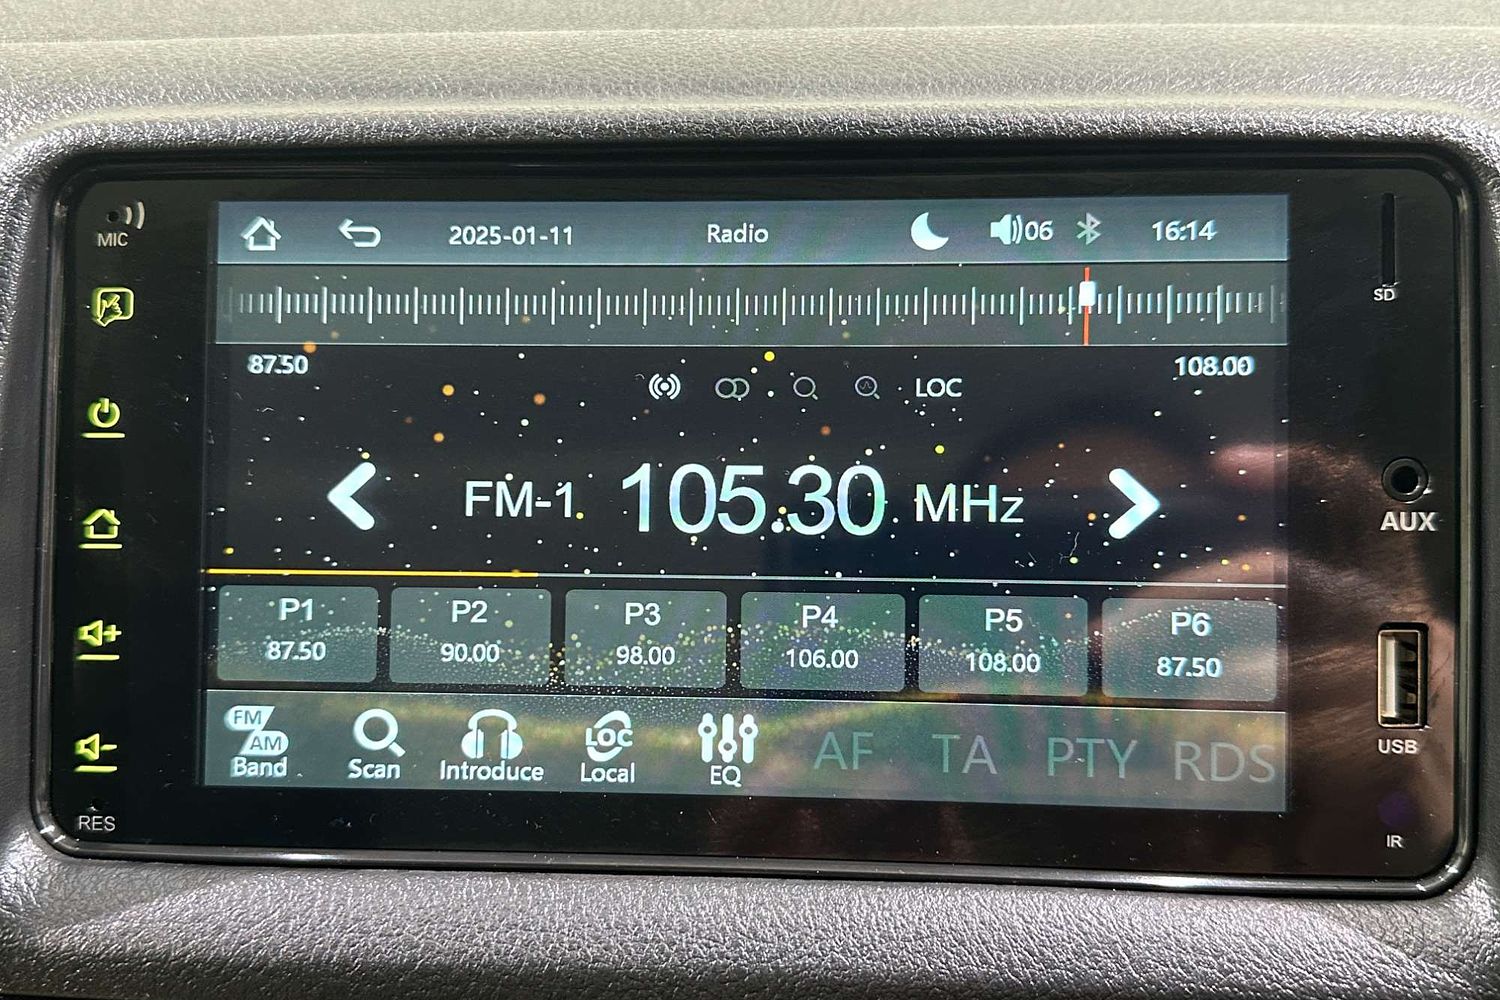 MIC
2025-01-11 Radio 06 16:14
SD
87.50 108.00
LOC
FM-1 105.30 MHz
AUX
P1 P2 P3 P4 P5 P6
87.50 90.00 98.00 106.00 108.00 87.50
FM AM LOC
Band Scan Introduce Local EQ AF TA PTY RDS
USB
RES
IR